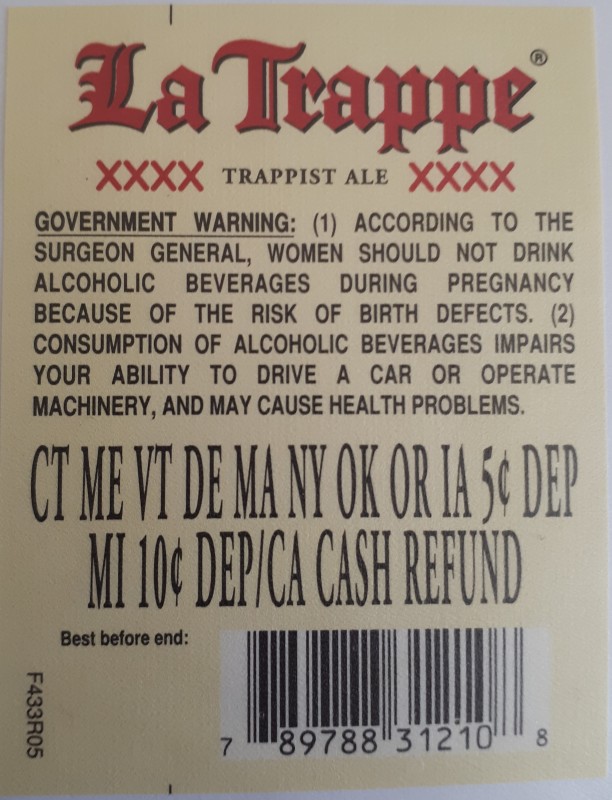 La Trappe®
XXXX TRAPPIST ALE XXXX
GOVERNMENT WARNING: (1) ACCORDING TO THE
SURGEON GENERAL, WOMEN SHOULD NOT DRINK
ALCOHOLIC BEVERAGES DURING PREGNANCY
BECAUSE OF THE RISK OF BIRTH DEFECTS. (2)
CONSUMPTION OF ALCOHOLIC BEVERAGES IMPAIRS
YOUR ABILITY TO DRIVE A CAR OR OPERATE
MACHINERY, AND MAY CAUSE HEALTH PROBLEMS.
CT ME VT DE MA NY OK OR IA 5¢ DEP
MI 10¢ DEP/CA CASH REFUND
Best before end:
F433R05
7 89788 31210 8